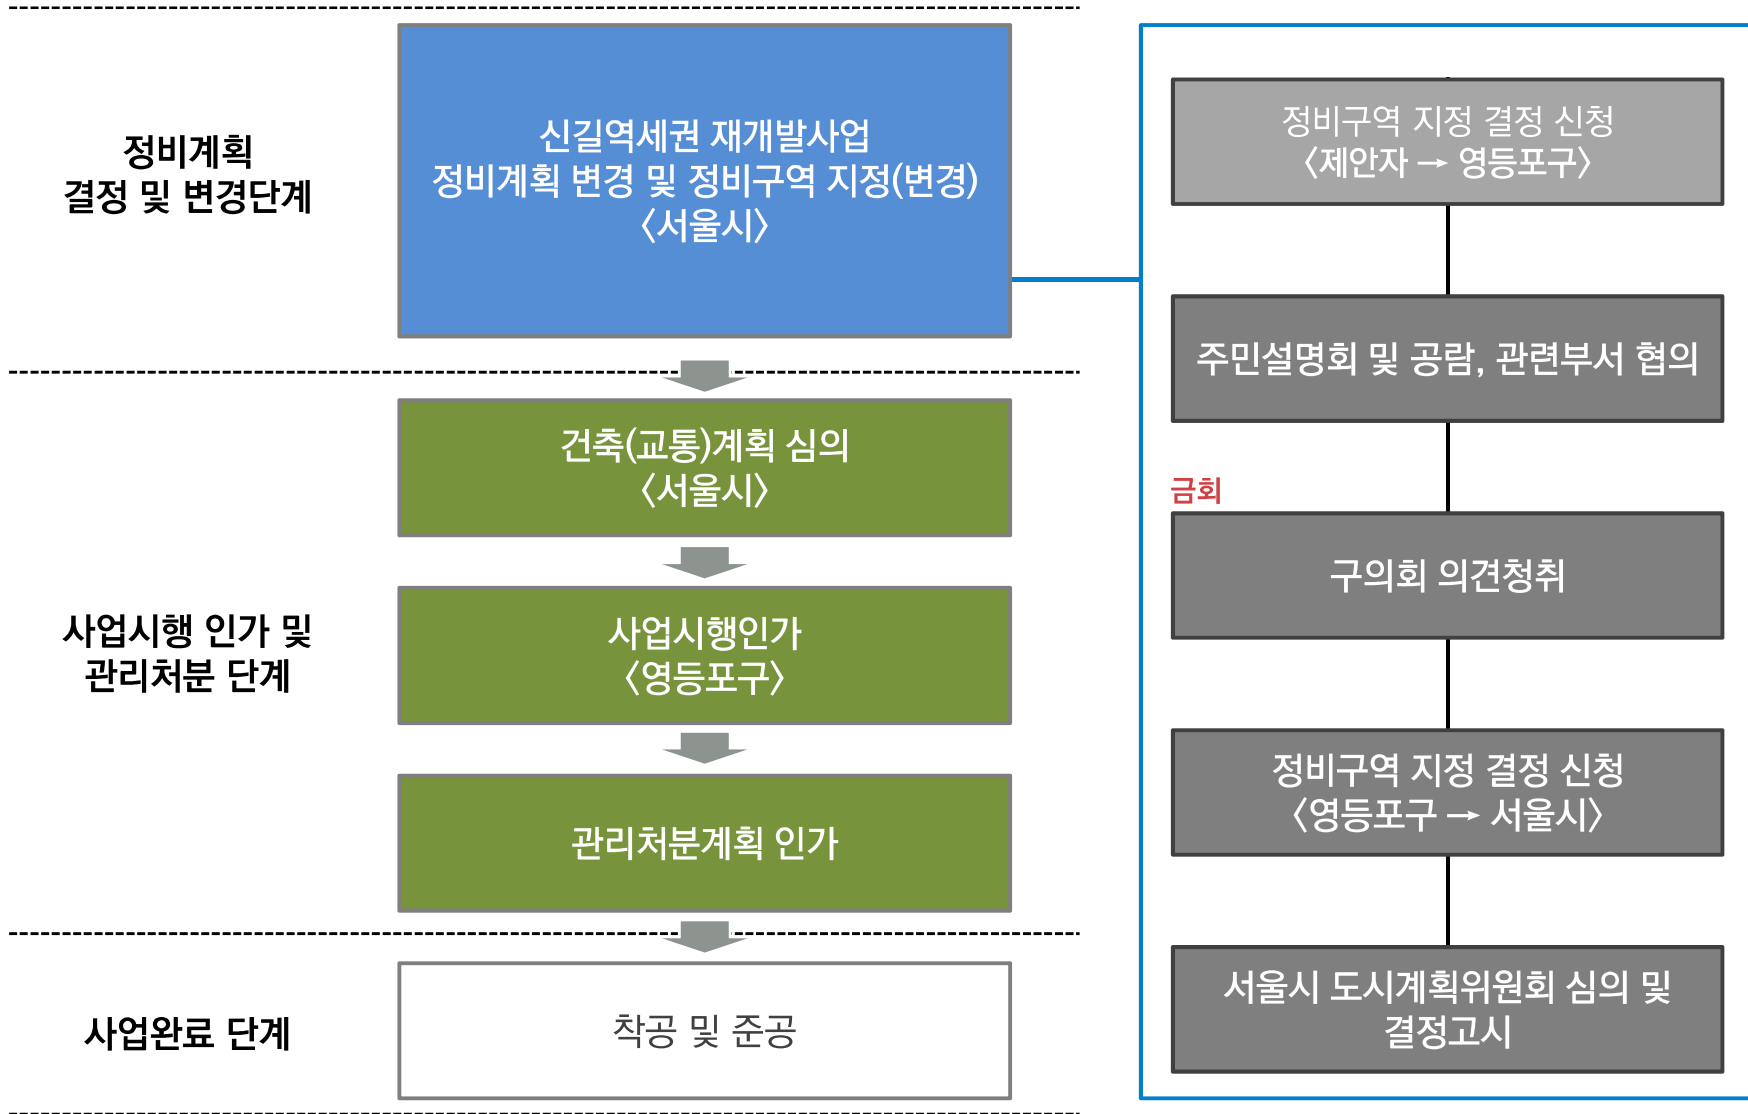 정비계획
결정 및 변경단계
신길역세권 재개발사업
정비계획 변경 및 정비구역 지정(변경)
〈서울시〉
건축(교통)계획 심의
〈서울시〉
사업시행 인가 및
관리처분 단계
사업시행인가
〈영등포구〉
관리처분계획 인가
사업완료 단계
착공 및 준공
정비구역 지정 결정 신청
〈제안자 → 영등포구〉
주민설명회 및 공람, 관련부서 협의
금회
구의회 의견청취
정비구역 지정 결정 신청
〈영등포구 → 서울시〉
서울시 도시계획위원회 심의 및
결정고시